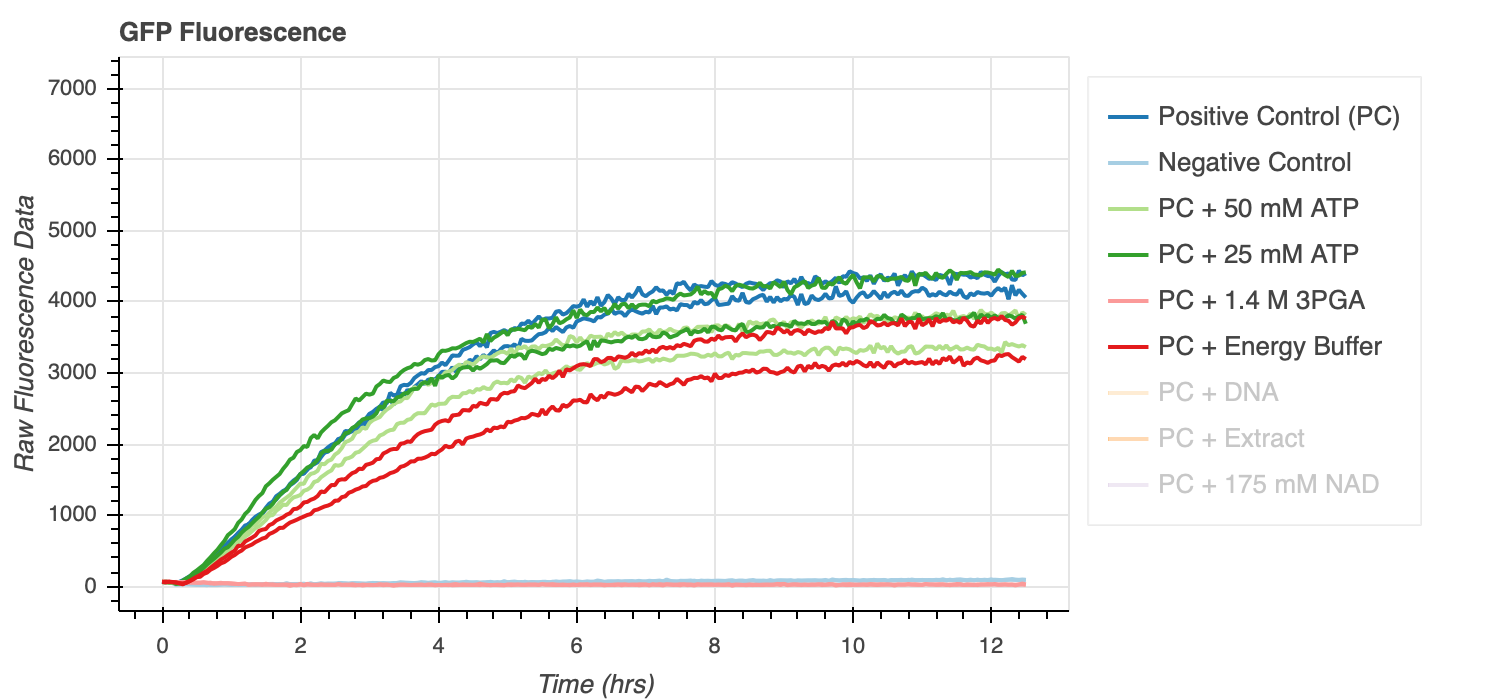 GFP Fluorescence
Raw Fluorescence Data
7000
6000
5000
4000
3000
2000
1000
0
0 2 4 6 8 10 12
Time (hrs)
Positive Control (PC)
Negative Control
PC + 50 mM ATP
PC + 25 mM ATP
PC + 1.4 M 3PGA
PC + Energy Buffer
PC + DNA
PC + Extract
PC + 175 mM NAD